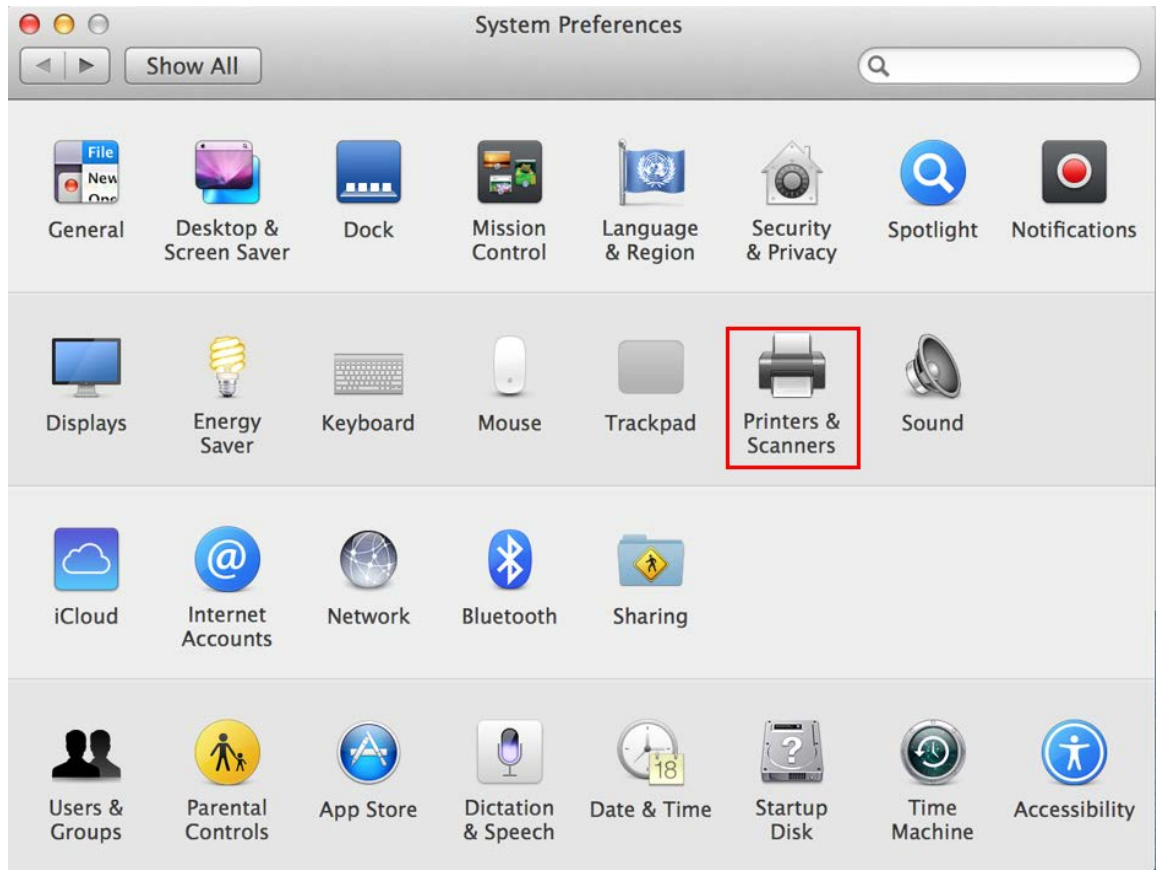 System Preferences
Show All
File
New
Ope
General
Desktop &
Screen Saver
Dock
Mission
Control
Language
& Region
Security
& Privacy
Spotlight
Notifications
Displays
Energy
Saver
Keyboard
Mouse
Trackpad
Printers &
Scanners
Sound
iCloud
@
Internet
Accounts
Network
Bluetooth
Sharing
Users &
Groups
Parental
Controls
App Store
Dictation
& Speech
18
Date & Time
?
Startup
Disk
Time
Machine
Accessibility